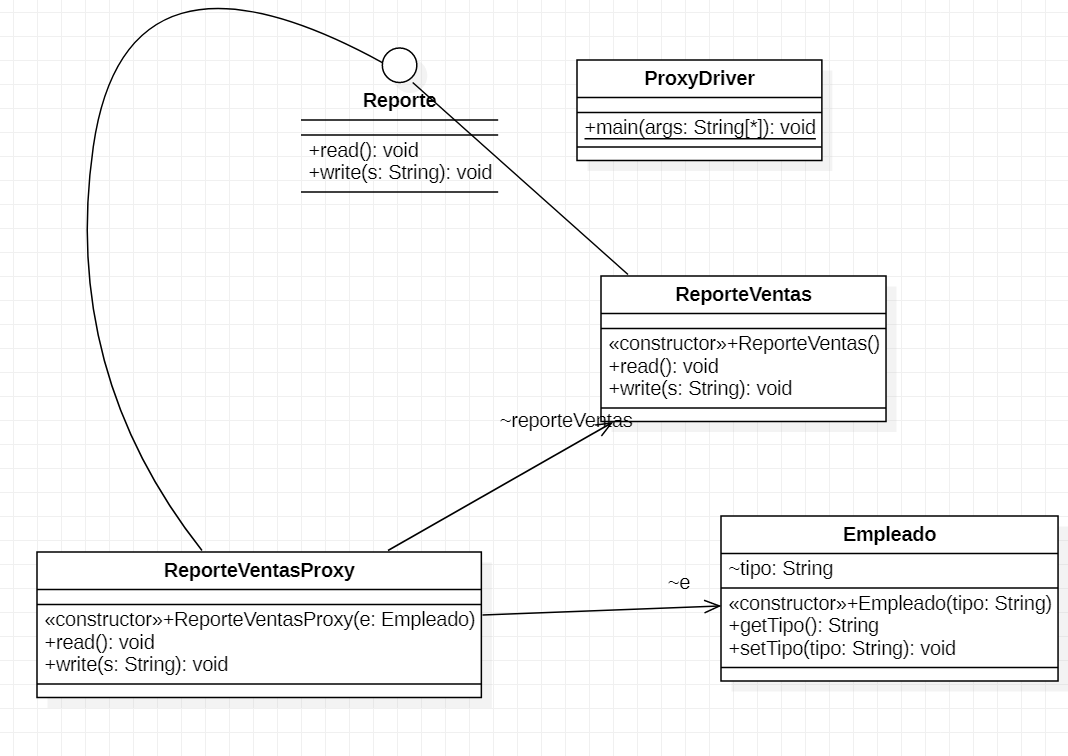 Reporte
+read(): void
+write(s: String): void
ProxyDriver
+main(args: String[*]): void
ReporteVentas
«constructor»+ReporteVentas()
+read(): void
+write(s: String): void
~reporteVentas
ReporteVentasProxy
«constructor»+ReporteVentasProxy(e: Empleado)
+read(): void
+write(s: String): void
~e
Empleado
~tipo: String
«constructor»+Empleado(tipo: String)
+getTipo(): String
+setTipo(tipo: String): void